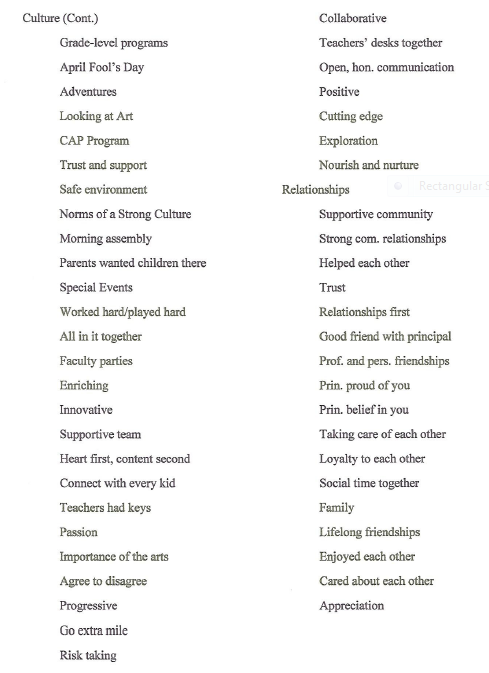 Culture (Cont.)
Grade-level programs
April Fool's Day
Adventures
Looking at Art
CAP Program
Trust and support
Safe environment
Norms of a Strong Culture
Morning assembly
Parents wanted children there
Special Events
Worked hard/played hard
All in it together
Faculty parties
Enriching
Innovative
Supportive team
Heart first, content second
Connect with every kid
Teachers had keys
Passion
Importance of the arts
Agree to disagree
Progressive
Go extra mile
Risk taking
Collaborative
Teachers' desks together
Open, hon. communication
Positive
Cutting edge
Exploration
Nourish and nurture
Relationships
Rectangular S
Supportive community
Strong com. relationships
Helped each other
Trust
Relationships first
Good friend with principal
Prof. and pers. friendships
Prin. proud of you
Prin. belief in you
Taking care of each other
Loyalty to each other
Social time together
Family
Lifelong friendships
Enjoyed each other
Cared about each other
Appreciation